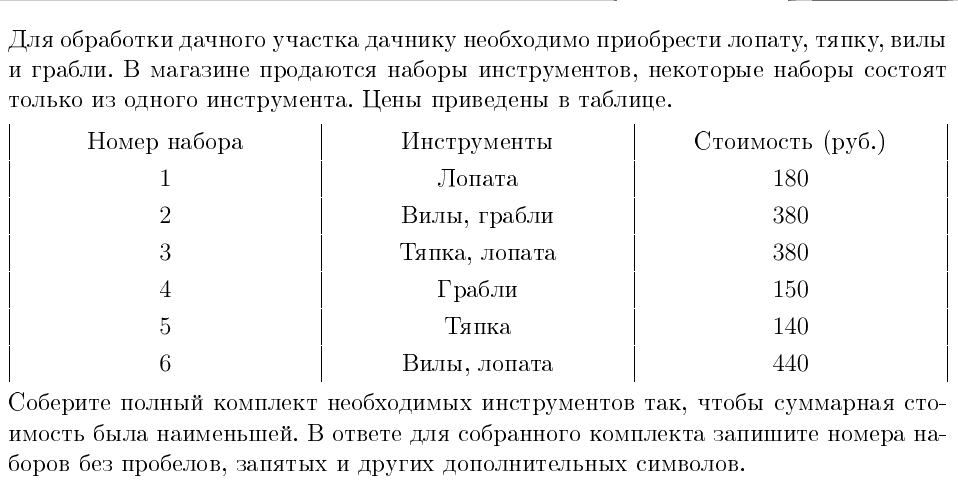 Для обработки дачного участка дачнику необходимо приобрести лопату, тяпку, вилы
и грабли. В магазине продаются наборы инструментов, некоторые наборы состоят
только из одного инструмента. Цены приведены в таблице.
Номер набора Инструменты Стоимость (руб.)
1 Лопата 180
2 Вилы, грабли 380
3 Тяпка, лопата 380
4 Грабли 150
5 Тяпка 140
6 Вилы, лопата 440
Соберите полный комплект необходимых инструментов так, чтобы суммарная сто-
имость была наименьшей. В ответе для собранного комплекта запишите номера на-
боров без пробелов, запятых и других дополнительных символов.